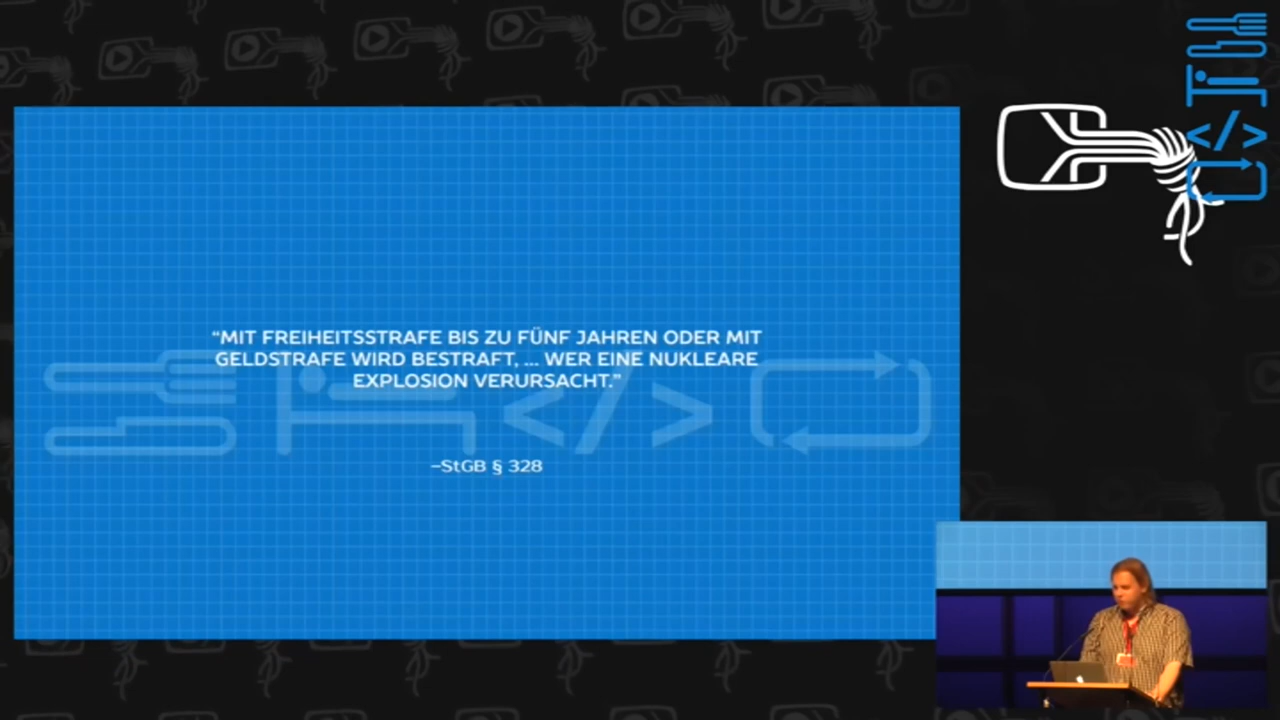 “MIT FREIHEITSSTRAFE BIS ZU FÜNF JAHREN ODER MIT
GELDSTRAFE WIRD BESTRAFT, ... WER EINE NUKLEARE
EXPLOSION VERURSACHT.”
–StGB § 328